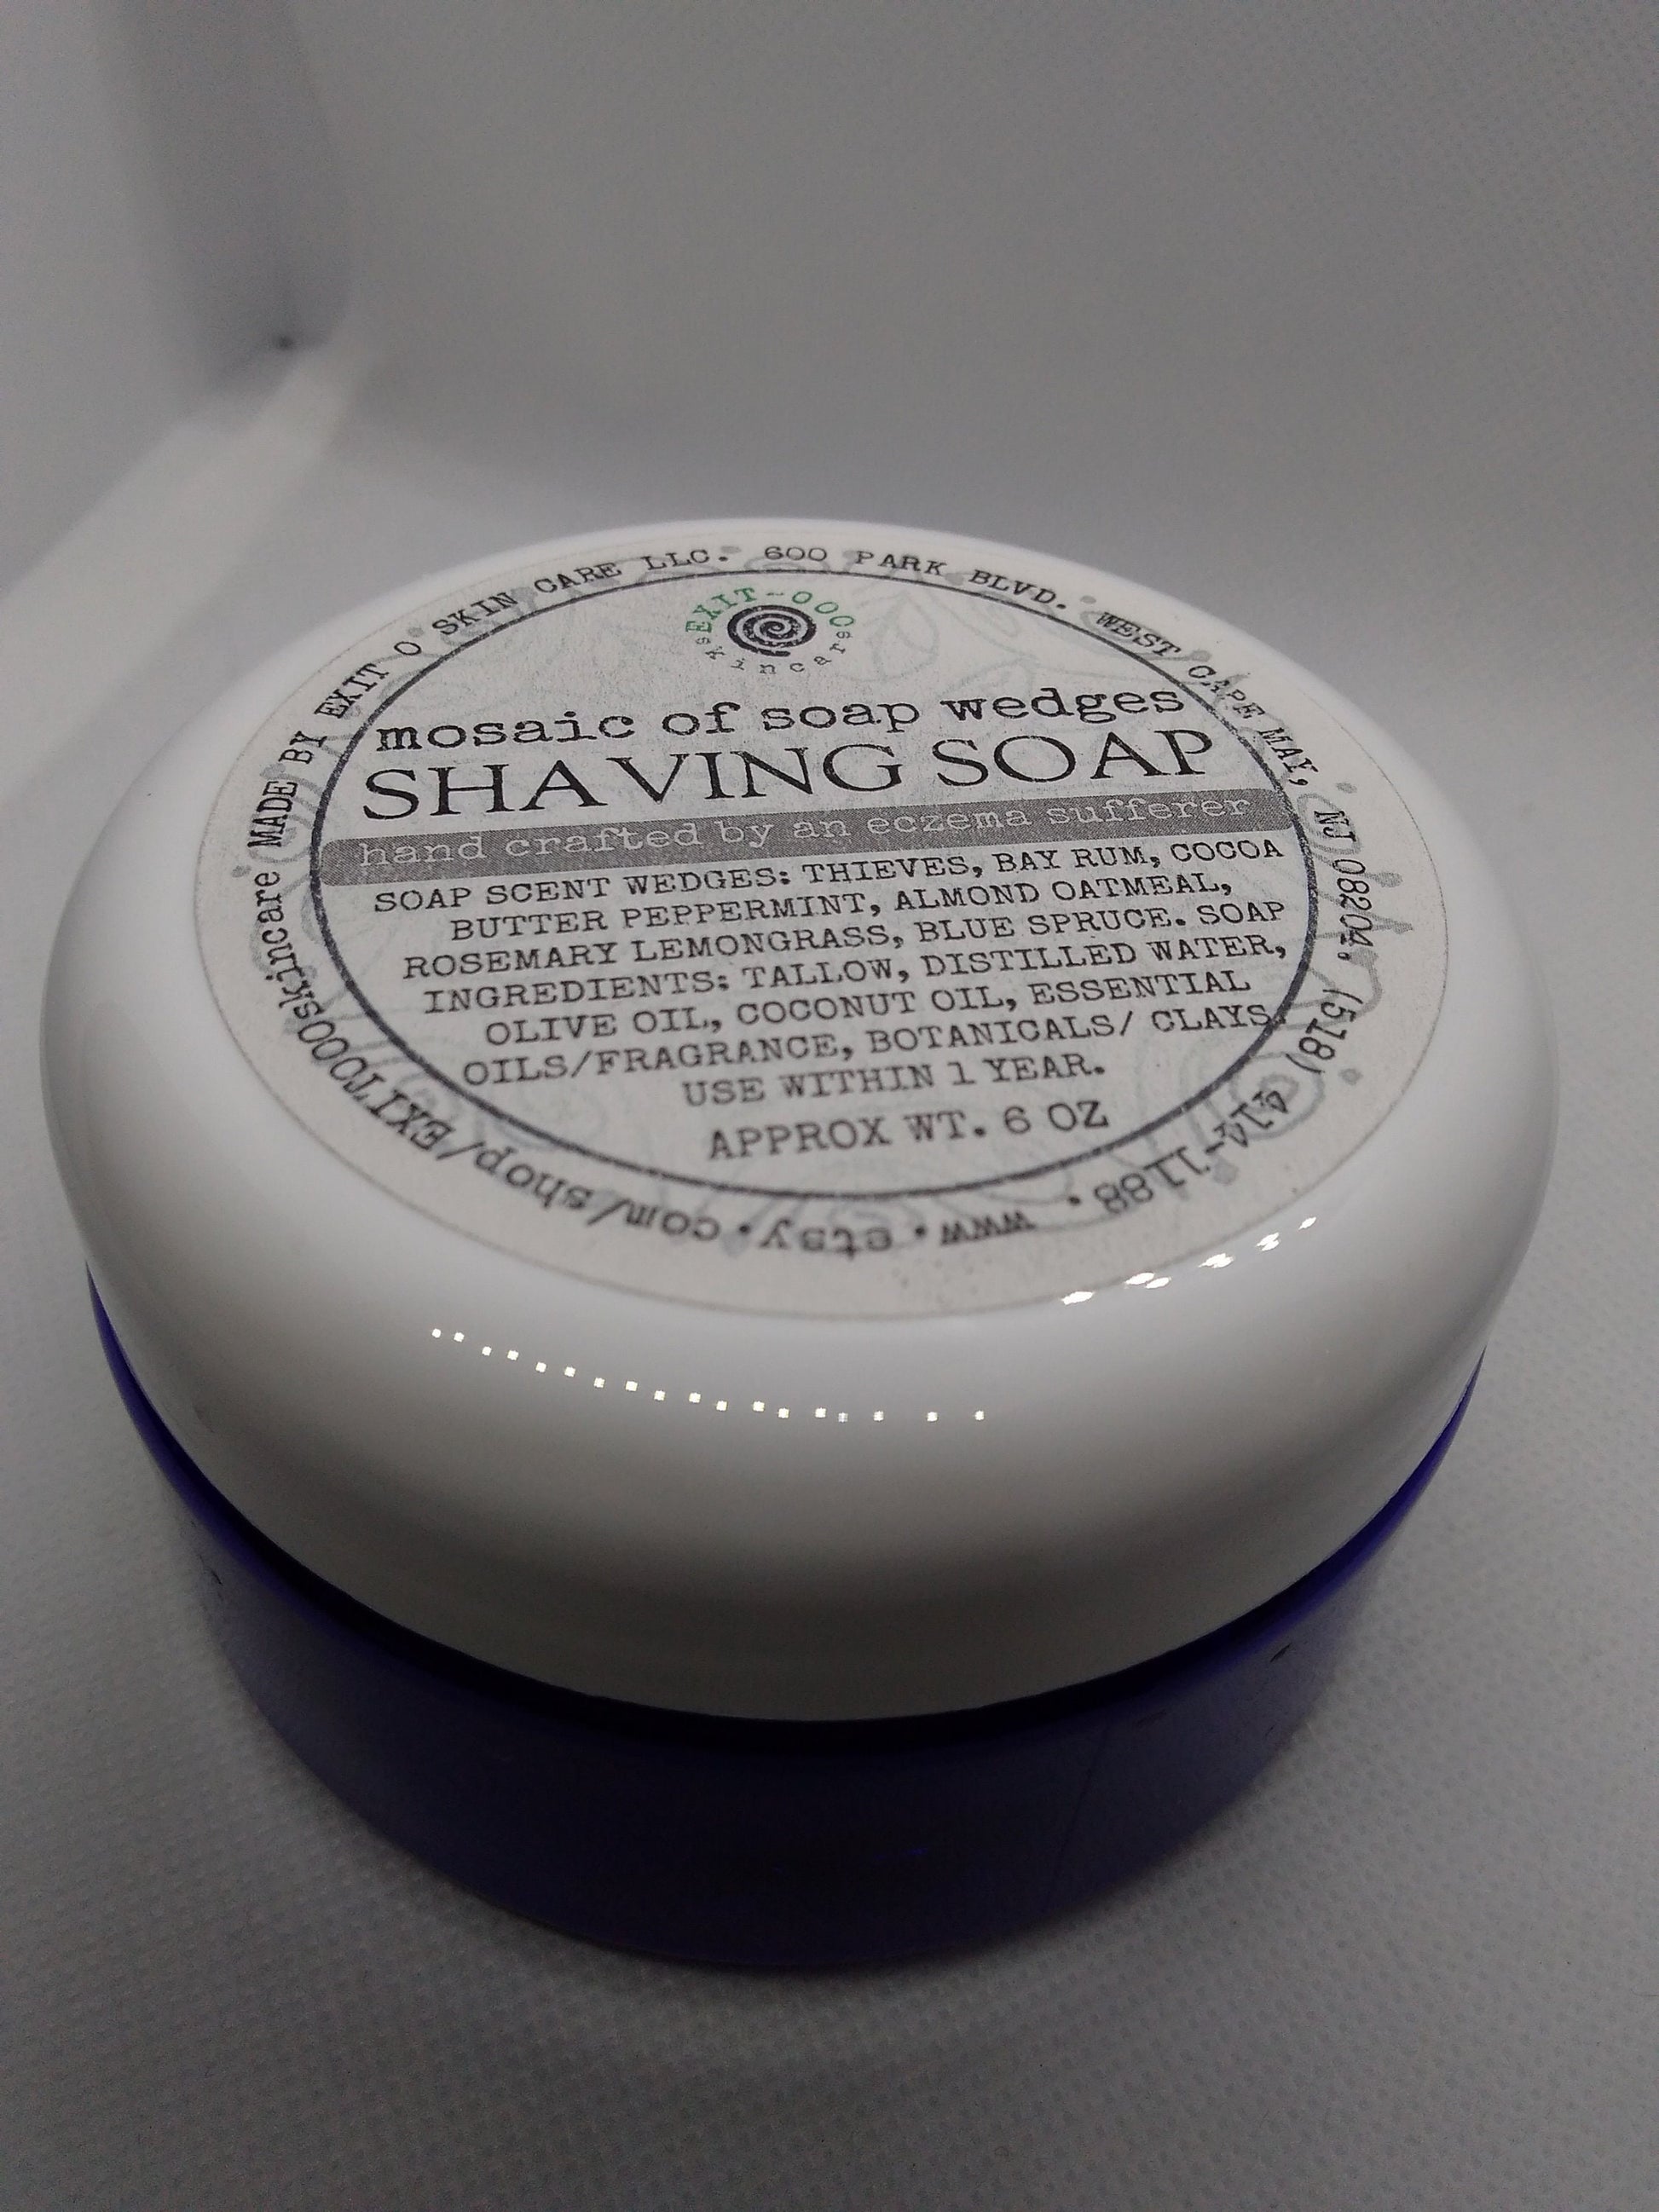 MADE BY EXIT O SKIN CARE LLC. 600 PARK BLVD. WEST CAPE MAY, NJ 08204. (518) 414-1188. www.etsy.com/shop/EXITOOOskincare
EXIT-OOO
skincare
mosaic of soap wedges
SHAVING SOAP
hand crafted by an eczema sufferer
SOAP SCENT WEDGES: THIEVES, BAY RUM, COCOA
BUTTER PEPPERMINT, ALMOND OATMEAL,
ROSEMARY LEMONGRASS, BLUE SPRUCE. SOAP
INGREDIENTS: TALLOW, DISTILLED WATER,
OLIVE OIL, COCONUT OIL, ESSENTIAL
OILS/FRAGRANCE, BOTANICALS/ CLAYS.
USE WITHIN 1 YEAR.
APPROX WT. 6 OZ